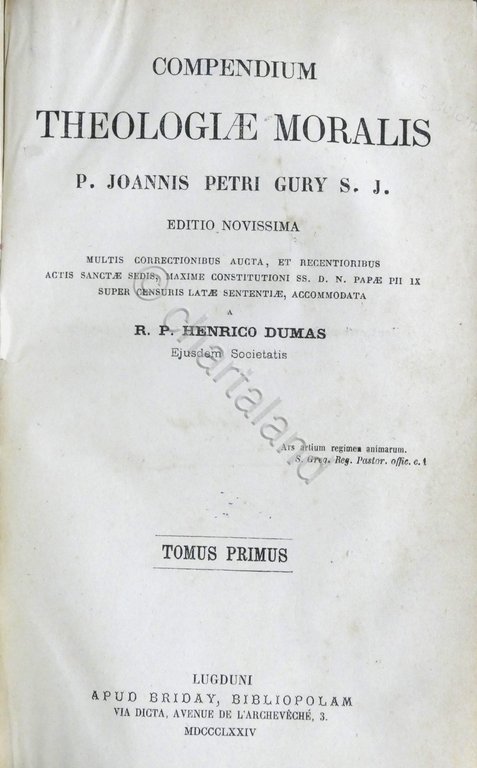 COMPENDIUM
THEOLOGIÆ MORALIS
P. JOANNIS PETRI GURY S. J.
EDITIO NOVISSIMA
MULTIS CORRECTIONIBUS AUCTA, ET RECENTIORIBUS
ACTIS SANCTÆ SEDIS, MAXIME CONSTITUTIONI SS. D. N. PAPÆ PII IX
SUPER CENSURIS LATÆ SENTENTIÆ, ACCOMMODATA
A
R. P. HENRICO DUMAS
Ejusdem Societatis
© chartaland
Ars artium regimen animarum.
S. Greg. Reg. Pastor. offic. c. 1
TOMUS PRIMUS
LUGDUNI
APUD BRIDAY, BIBLIOPOLAM
VIA DICTA, AVENUE DE L'ARCHEVÊCHÉ, 3.
MDCCCLXXIV